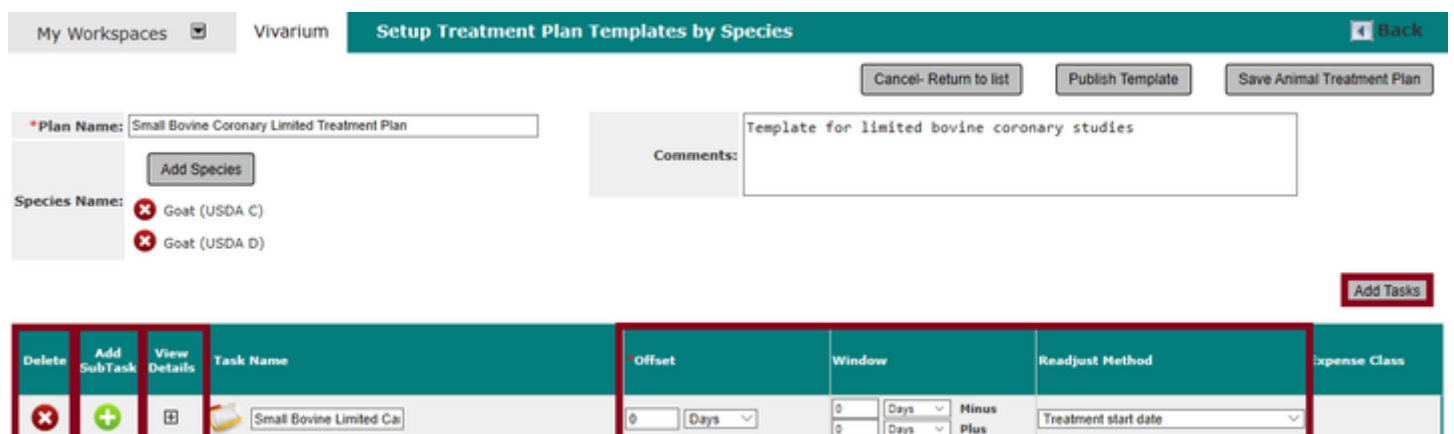 My Workspaces Vivarium Setup Treatment Plan Templates by Species Back
Cancel- Return to list Publish Template Save Animal Treatment Plan
*Plan Name: Small Bovine Coronary Limited Treatment Plan
Comments: Template for limited bovine coronary studies
Add Species
Species Name:
Goat (USDA C)
Goat (USDA D)
Add Tasks
Delete Add SubTask View Details Task Name *Offset Window Readjust Method Expense Class
Small Bovine Limited Ca 0 Days 0 Days Minus Treatment start date
0 Days Plus